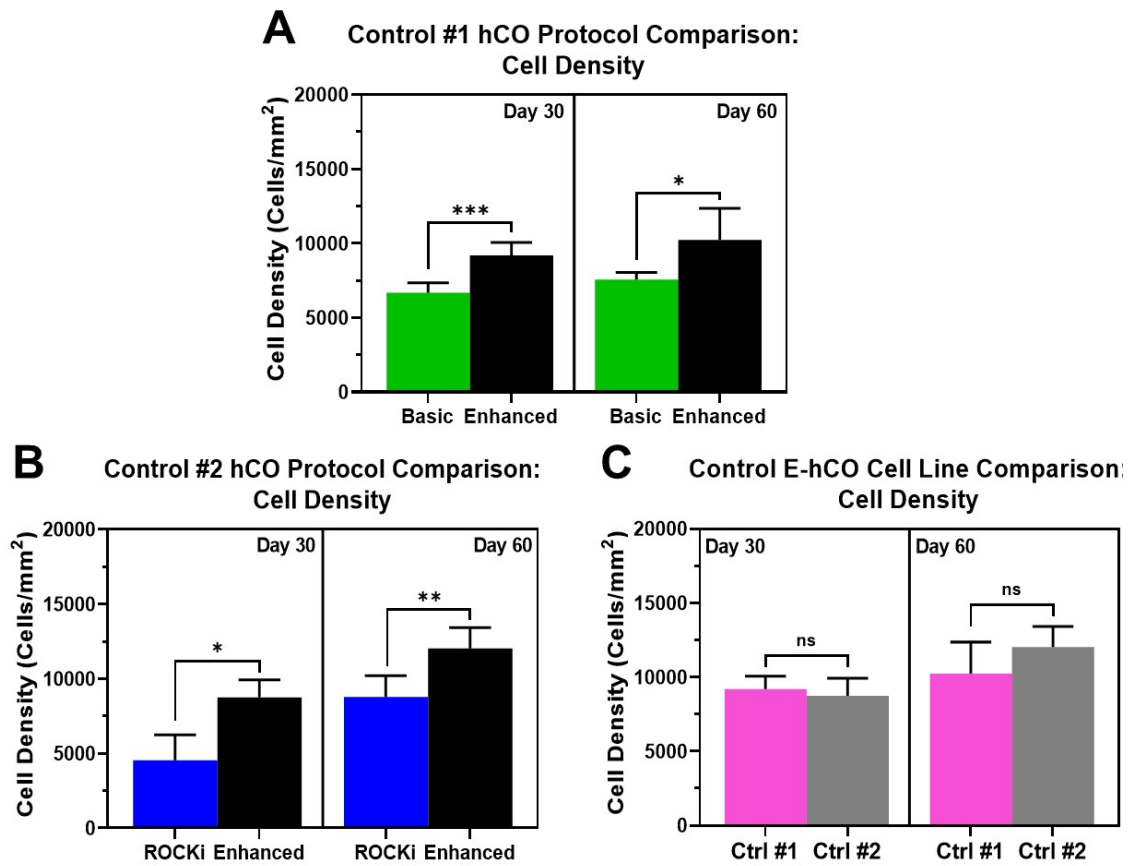 A
Control #1 hCO Protocol Comparison:
Cell Density
Cell Density (Cells/mm²)
20000
15000
10000
5000
0
Day 30
Day 60
***
*
Basic Enhanced
Basic Enhanced
B
Control #2 hCO Protocol Comparison:
Cell Density
Cell Density (Cells/mm²)
20000
15000
10000
5000
0
Day 30
Day 60
*
**
ROCKi Enhanced
ROCKi Enhanced
C
Control E-hCO Cell Line Comparison:
Cell Density
Cell Density (Cells/mm²)
20000
15000
10000
5000
0
Day 30
Day 60
ns
ns
Ctrl #1 Ctrl #2
Ctrl #1 Ctrl #2